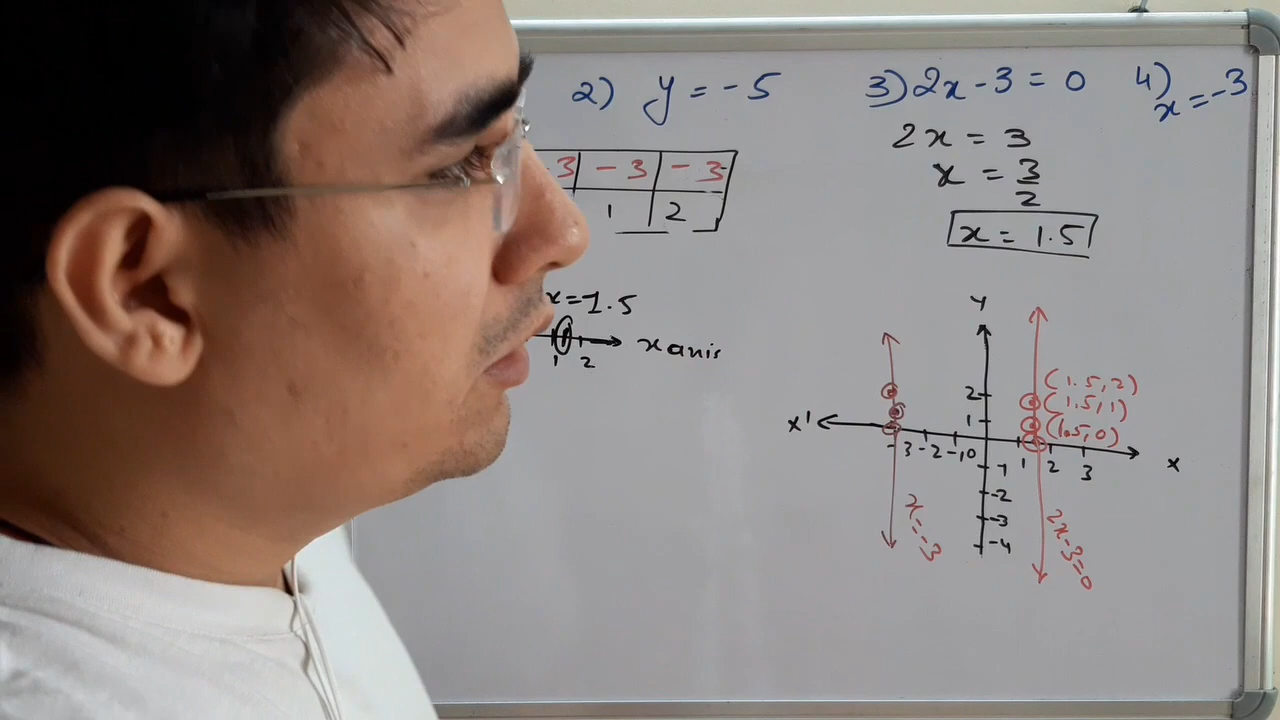 2) y = -5
3) 2x - 3 = 0
4) x = -3
2x = 3
x = 3/2
x = 1.5
3 | -3 | -3
1 | 2
x = 1.5
1 2
x axis
y
2
1
x'
-3 -2 -1 0 1 2 3
x
-1
-2
-3
-4
(1.5, 2)
(1.5, 1)
(1.5, 0)
x = -3
2x - 3 = 0